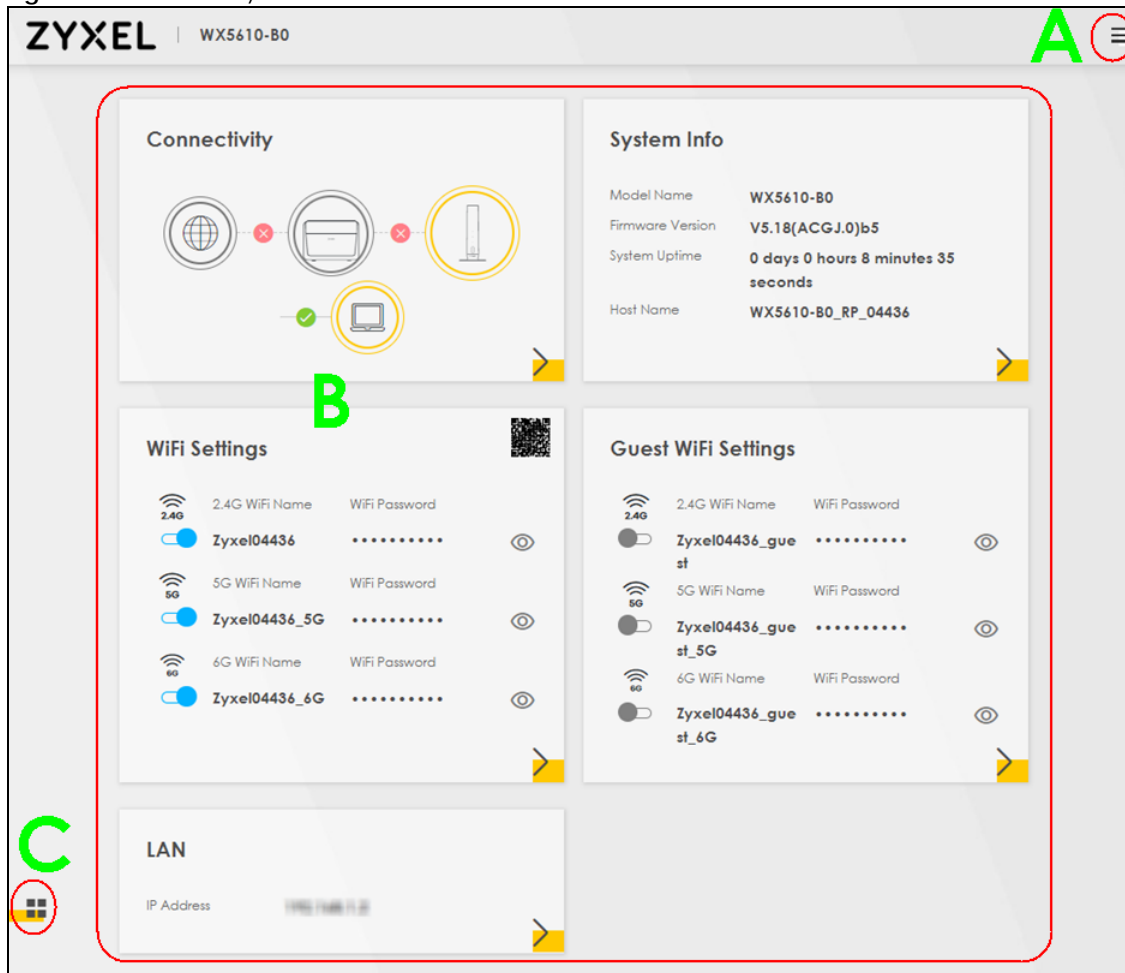 ZYXEL WX5610-B0 A
Connectivity
System Info
Model Name WX5610-B0
Firmware Version V5.18(ACGJ.0)b5
System Uptime 0 days 0 hours 8 minutes 35
seconds
Host Name WX5610-B0_RP_04436
B
WiFi Settings
2.4G 2.4G WiFi Name WiFi Password
Zyxel04436 ••••••••••
5G 5G WiFi Name WiFi Password
Zyxel04436_5G ••••••••••
6G 6G WiFi Name WiFi Password
Zyxel04436_6G ••••••••••
Guest WiFi Settings
2.4G 2.4G WiFi Name WiFi Password
Zyxel04436_gue ••••••••••
st
5G 5G WiFi Name WiFi Password
Zyxel04436_gue ••••••••••
st_5G
6G 6G WiFi Name WiFi Password
Zyxel04436_gue ••••••••••
st_6G
C
LAN
IP Address